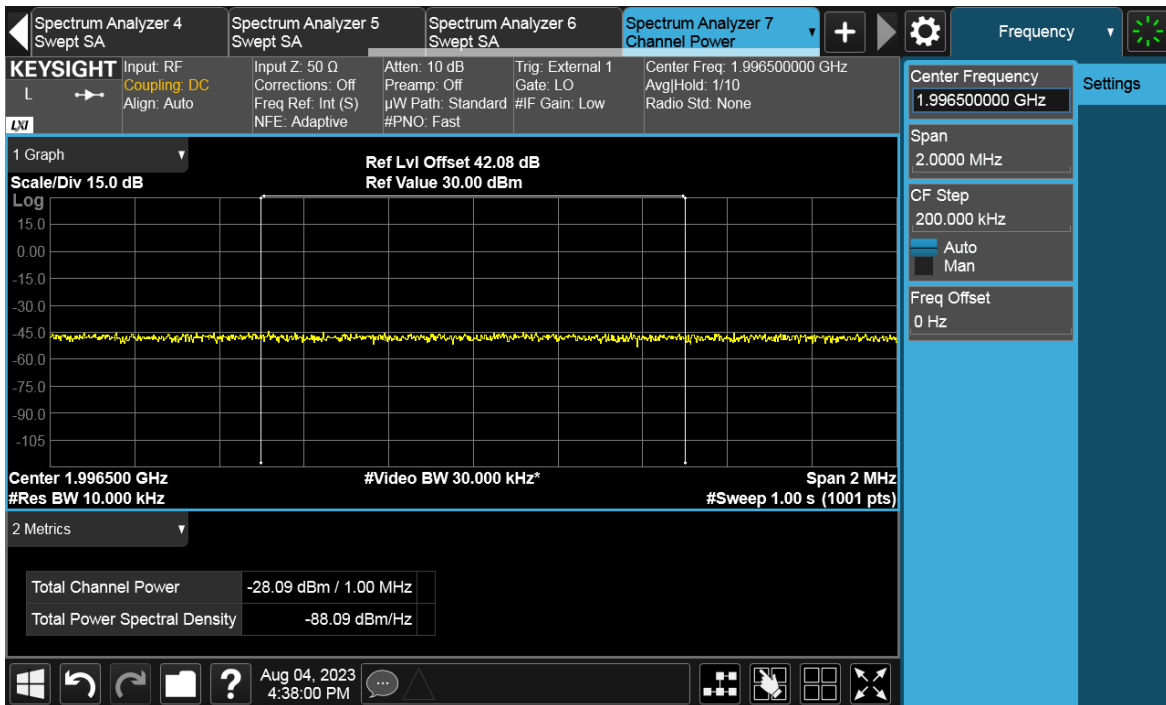 Spectrum Analyzer 4
Swept SA
Spectrum Analyzer 5
Swept SA
Spectrum Analyzer 6
Swept SA
Spectrum Analyzer 7
Channel Power
Frequency
KEYSIGHT
L
LXI
Input: RF
Coupling: DC
Align: Auto
Input Z: 50 Ω
Corrections: Off
Freq Ref: Int (S)
NFE: Adaptive
Atten: 10 dB
Preamp: Off
µW Path: Standard
#PNO: Fast
Trig: External 1
Gate: LO
#IF Gain: Low
Center Freq: 1.996500000 GHz
Avg|Hold: 1/10
Radio Std: None
Center Frequency
1.996500000 GHz
Settings
Span
2.0000 MHz
CF Step
200.000 kHz
Auto
Man
Freq Offset
0 Hz
1 Graph
Scale/Div 15.0 dB
Ref Lvl Offset 42.08 dB
Ref Value 30.00 dBm
Log
15.0
0.00
-15.0
-30.0
-45.0
-60.0
-75.0
-90.0
-105
Center 1.996500 GHz
#Video BW 30.000 kHz*
Span 2 MHz
#Res BW 10.000 kHz
#Sweep 1.00 s (1001 pts)
2 Metrics
Total Channel Power -28.09 dBm / 1.00 MHz
Total Power Spectral Density -88.09 dBm/Hz
?
Aug 04, 2023
4:38:00 PM